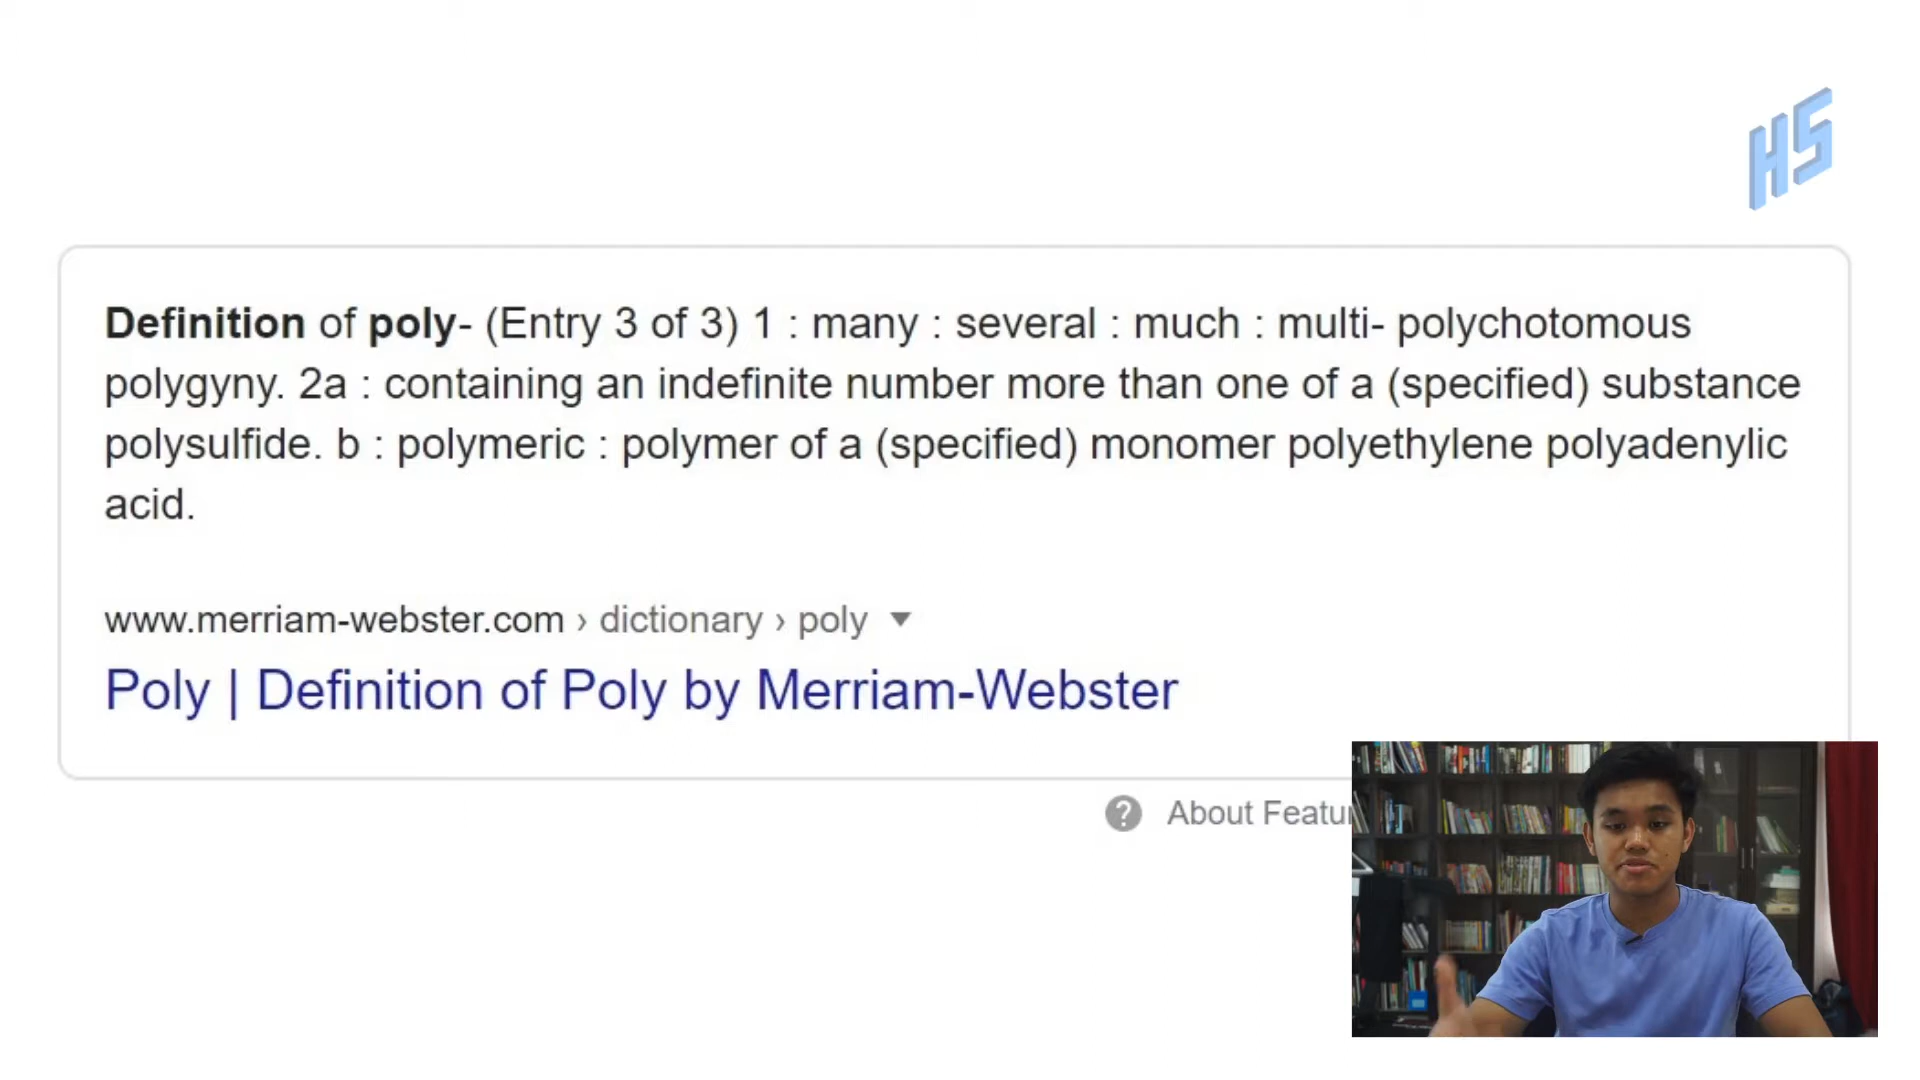 HS
Definition of poly- (Entry 3 of 3) 1 : many : several : much : multi- polychotomous
polygyny. 2a : containing an indefinite number more than one of a (specified) substance
polysulfide. b : polymeric : polymer of a (specified) monomer polyethylene polyadenylic
acid.
www.merriam-webster.com › dictionary › poly
Poly | Definition of Poly by Merriam-Webster
? About Featu